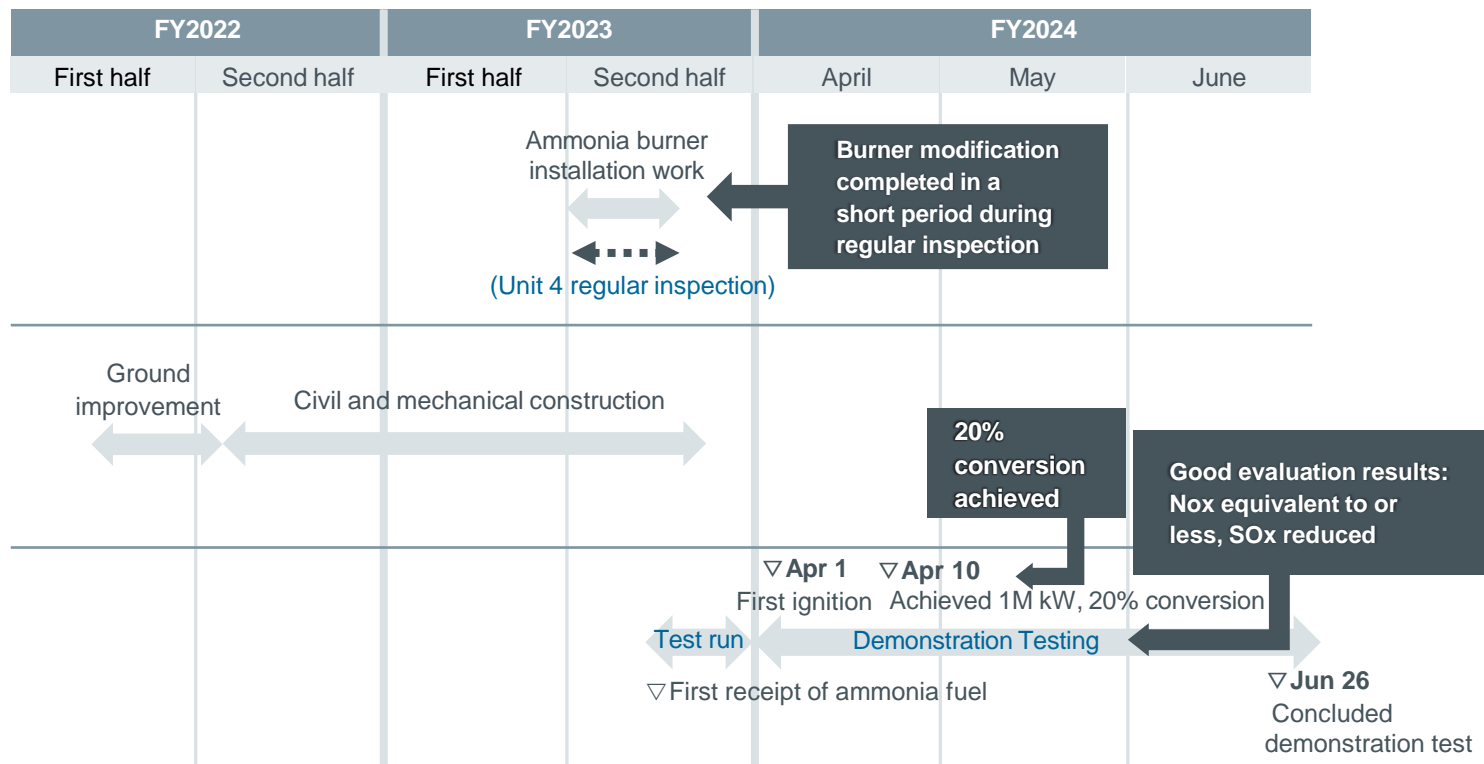 FY2022
FY2023
FY2024
First half
Second half
First half
Second half
April
May
June
Ammonia burner
installation work
Burner modification
completed in a
short period during
regular inspection
(Unit 4 regular inspection)
Ground
improvement
Civil and mechanical construction
20%
conversion
achieved
Good evaluation results:
Nox equivalent to or
less, SOx reduced
▽Apr 1
▽Apr 10
First ignition
Achieved 1M kW, 20% conversion
Test run
Demonstration Testing
▽First receipt of ammonia fuel
▽Jun 26
Concluded
demonstration test